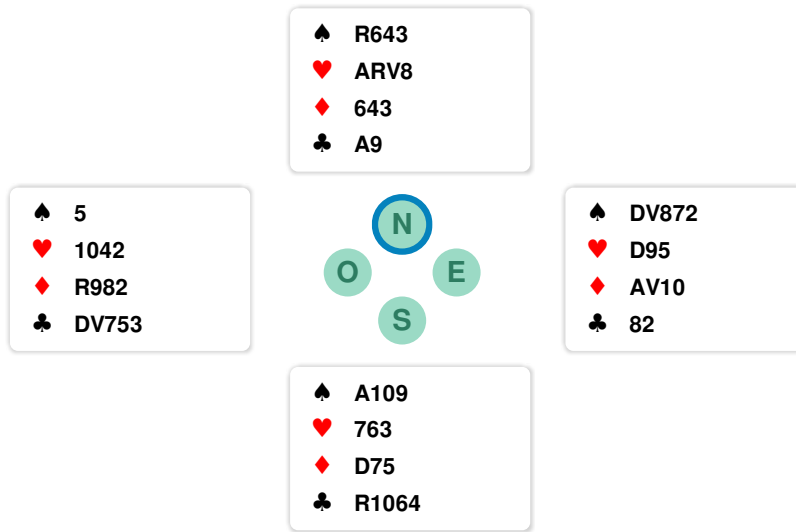 ♠ R643
♥ ARV8
♦ 643
♣ A9
♠ 5
♥ 1042
♦ R982
♣ DV753
N
O E
S
♠ DV872
♥ D95
♦ AV10
♣ 82
♠ A109
♥ 763
♦ D75
♣ R1064